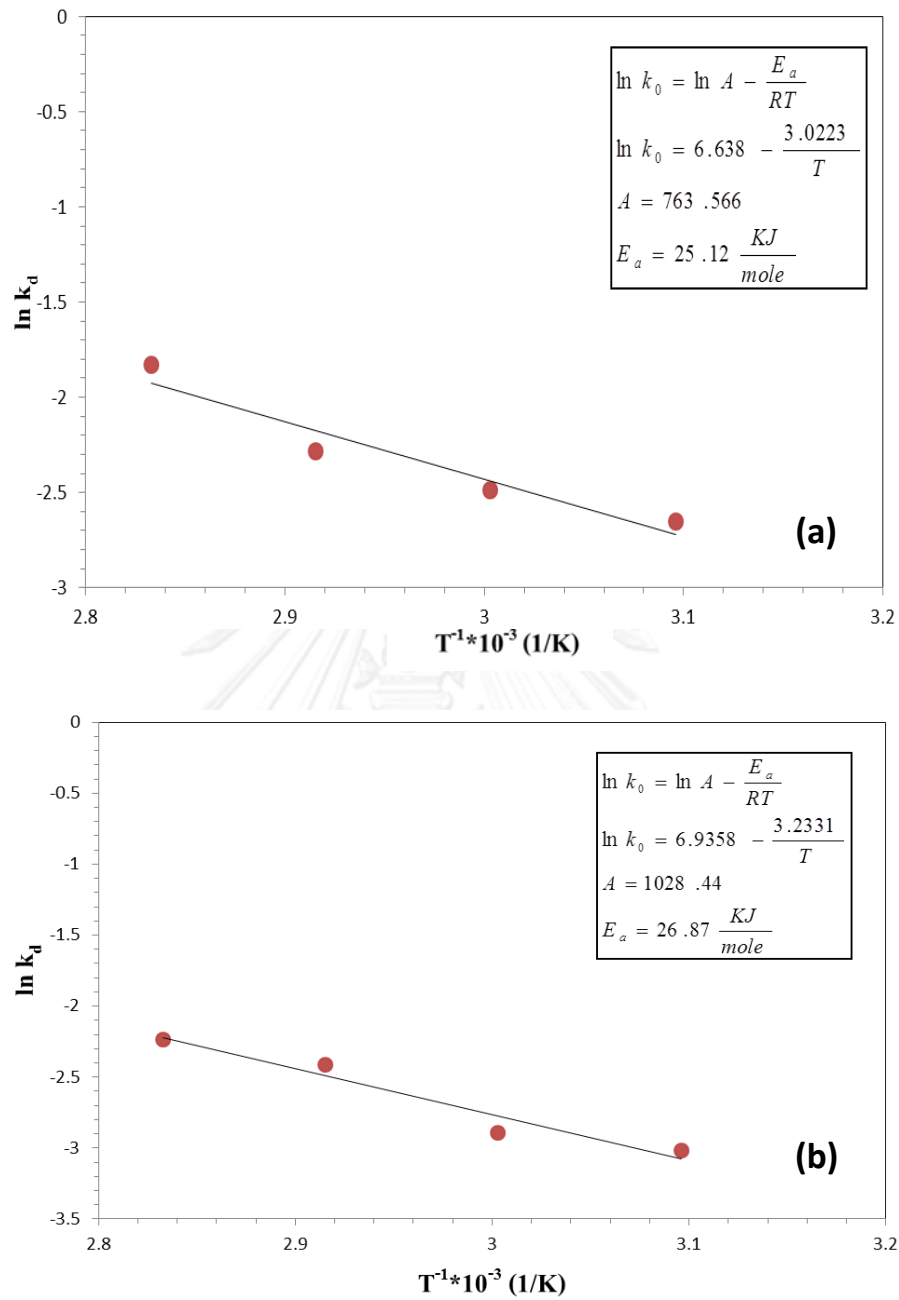 0
-0.5
-1
-1.5
-2
-2.5
-3
ln k_d
ln k_0 = ln A − E_a / RT
ln k_0 = 6.638 − 3.0223 / T
A = 763 .566
E_a = 25 .12 KJ / mole
(a)
2.8 2.9 3 3.1 3.2
T^-1*10^-3 (1/K)
0
-0.5
-1
-1.5
-2
-2.5
-3
-3.5
ln k_d
ln k_0 = ln A − E_a / RT
ln k_0 = 6.9358 − 3.2331 / T
A = 1028 .44
E_a = 26 .87 KJ / mole
(b)
2.8 2.9 3 3.1 3.2
T^-1*10^-3 (1/K)